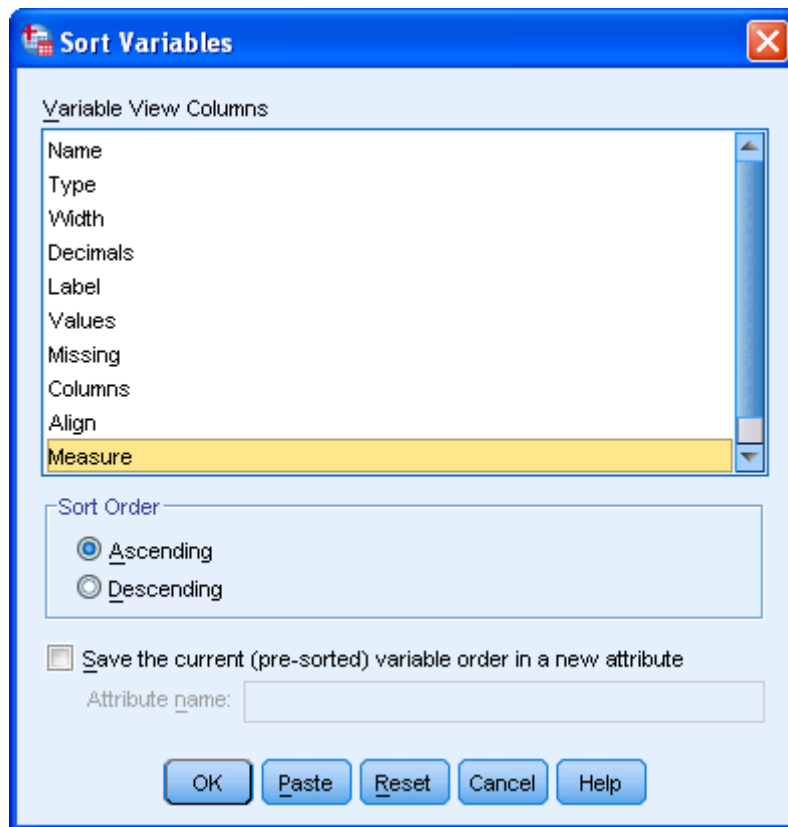 Sort Variables
Variable View Columns
Name
Type
Width
Decimals
Label
Values
Missing
Columns
Align
Measure
Sort Order
Ascending
Descending
Save the current (pre-sorted) variable order in a new attribute
Attribute name:
OK Paste Reset Cancel Help